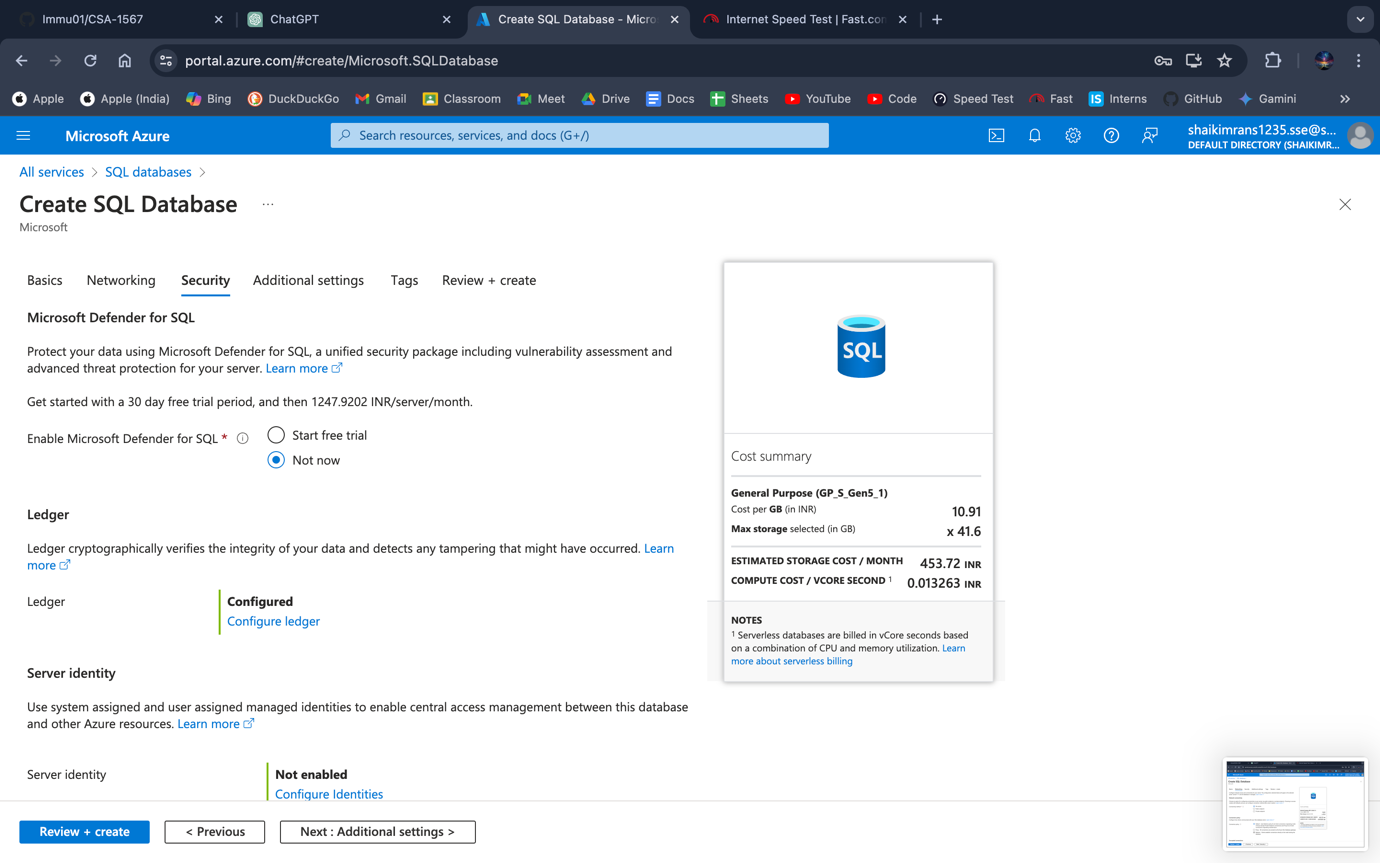 Immu01/CSA-1567
ChatGPT
Create SQL Database - Micro
Internet Speed Test | Fast.con
portal.azure.com/#create/Microsoft.SQLDatabase
Apple
Apple (India)
Bing
DuckDuckGo
Gmail
Classroom
Meet
Drive
Docs
Sheets
YouTube
Code
Speed Test
Fast
IS Interns
GitHub
Gamini
Microsoft Azure
Search resources, services, and docs (G+/)
shaikimrans1235.sse@s...
DEFAULT DIRECTORY (SHAIKIMR...
All services > SQL databases >
Create SQL Database ...
Microsoft
Basics
Networking
Security
Additional settings
Tags
Review + create
Microsoft Defender for SQL
Protect your data using Microsoft Defender for SQL, a unified security package including vulnerability assessment and
advanced threat protection for your server. Learn more
Get started with a 30 day free trial period, and then 1247.9202 INR/server/month.
Enable Microsoft Defender for SQL *
Start free trial
Not now
Ledger
Ledger cryptographically verifies the integrity of your data and detects any tampering that might have occurred. Learn
more
Ledger
Configured
Configure ledger
Server identity
Use system assigned and user assigned managed identities to enable central access management between this database
and other Azure resources. Learn more
Server identity
Not enabled
Configure Identities
SQL
Cost summary
General Purpose (GP_S_Gen5_1)
Cost per GB (in INR) 10.91
Max storage selected (in GB) x 41.6
ESTIMATED STORAGE COST / MONTH 453.72 INR
COMPUTE COST / VCORE SECOND 1 0.013263 INR
NOTES
1 Serverless databases are billed in vCore seconds based
on a combination of CPU and memory utilization. Learn
more about serverless billing
Review + create
< Previous
Next : Additional settings >